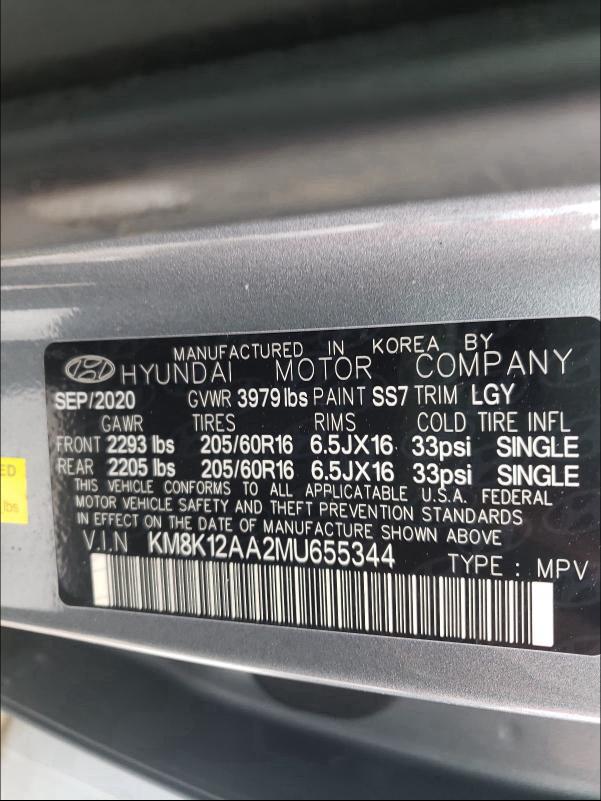 MANUFACTURED IN KOREA BY
HYUNDAI MOTOR COMPANY
SEP/2020 GVWR 3979lbs PAINT SS7 TRIM LGY
GAWR TIRES RIMS COLD TIRE INFL
FRONT 2293 lbs 205/60R16 6.5JX16 33psi SINGLE
REAR 2205 lbs 205/60R16 6.5JX16 33psi SINGLE
THIS VEHICLE CONFORMS TO ALL APPLICATABLE U.S.A. FEDERAL
MOTOR VEHICLE SAFETY AND THEFT PREVENTION STANDARDS
IN EFFECT ON THE DATE OF MANUFACTURE SHOWN ABOVE
V.I.N KM8K12AA2MU655344 TYPE : MPV
ED
lbs